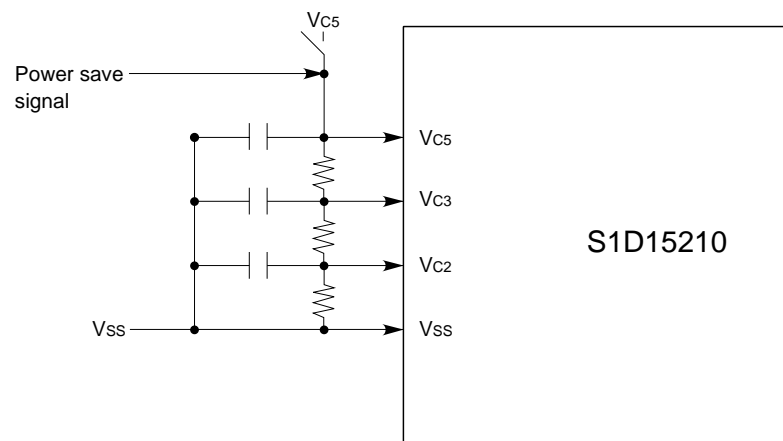 VC5
Power save
signal
VC5
VC3
S1D15210
VC2
VSS
VSS